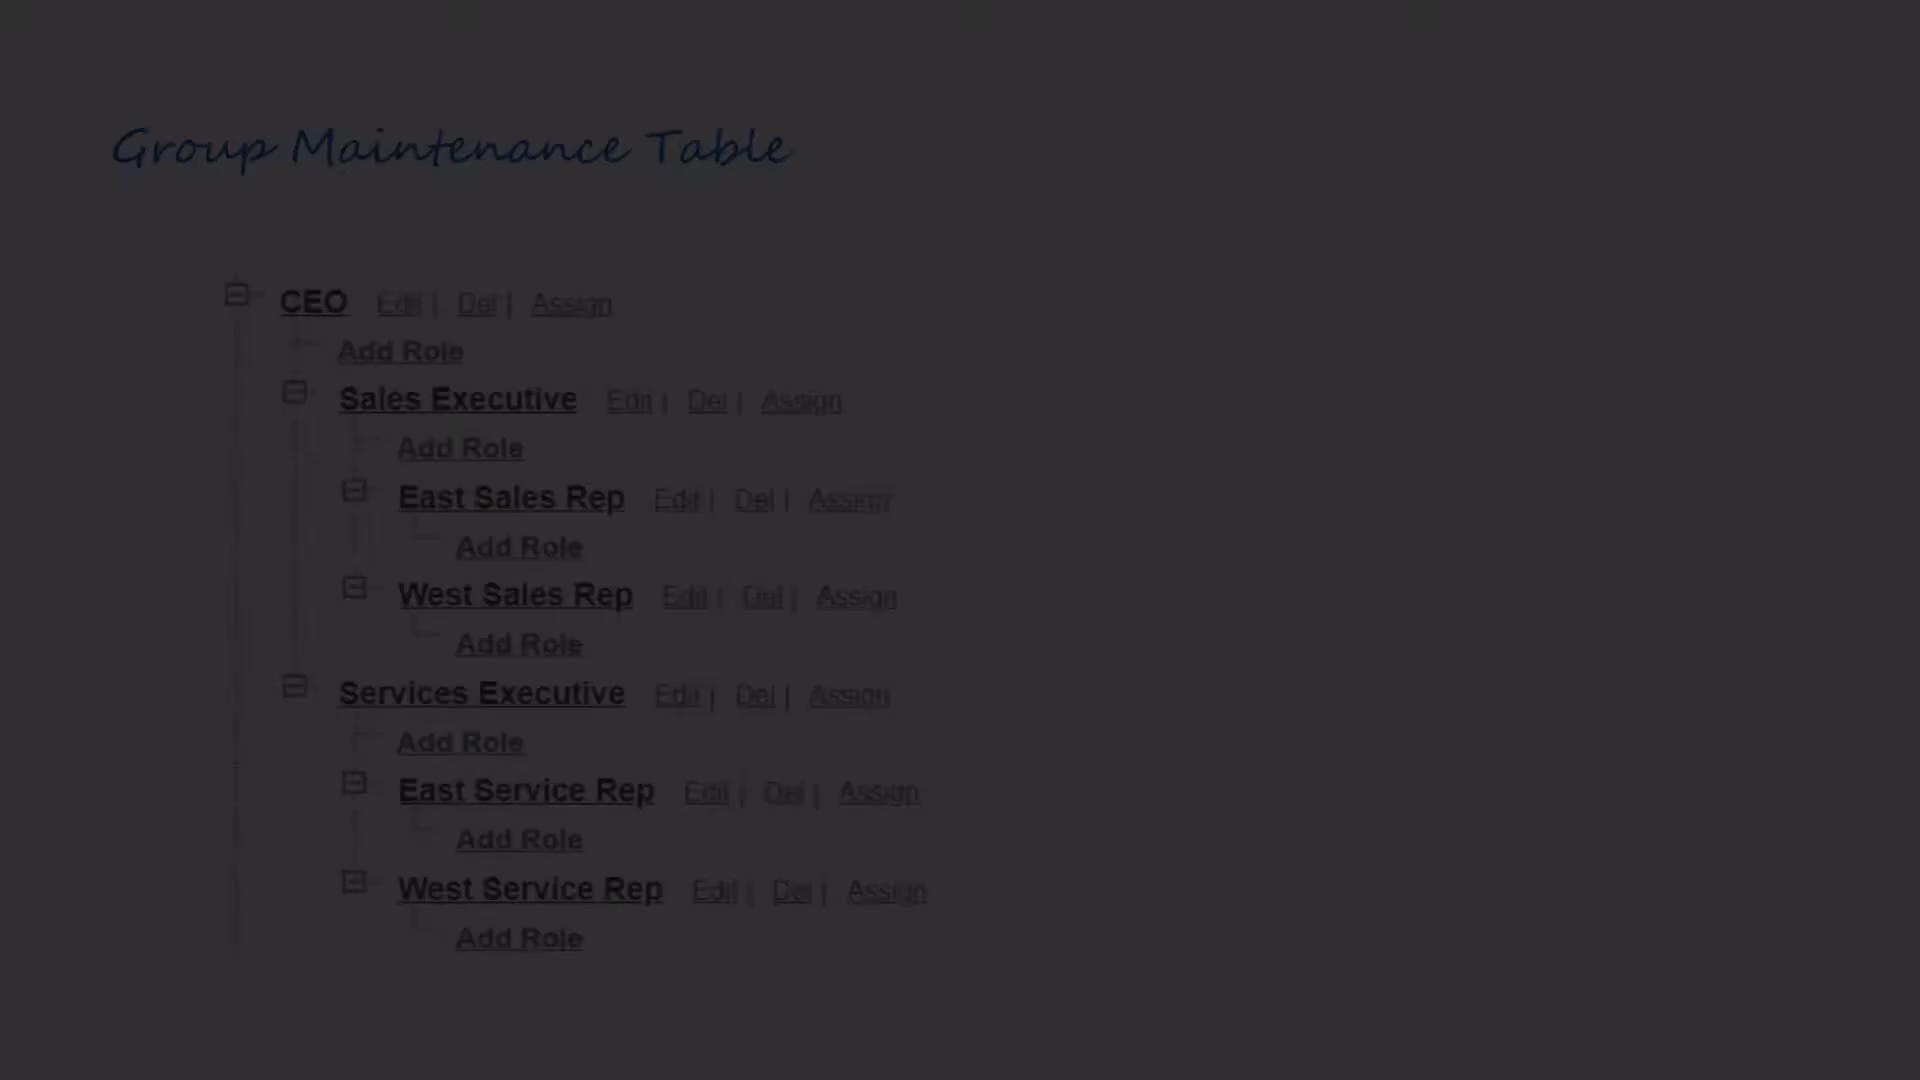 Group Maintenance Table
CEO Edit | Del | Assign
Add Role
Sales Executive Edit | Del | Assign
Add Role
East Sales Rep Edit | Del | Assign
Add Role
West Sales Rep Edit | Del | Assign
Add Role
Services Executive Edit | Del | Assign
Add Role
East Service Rep Edit | Del | Assign
Add Role
West Service Rep Edit | Del | Assign
Add Role